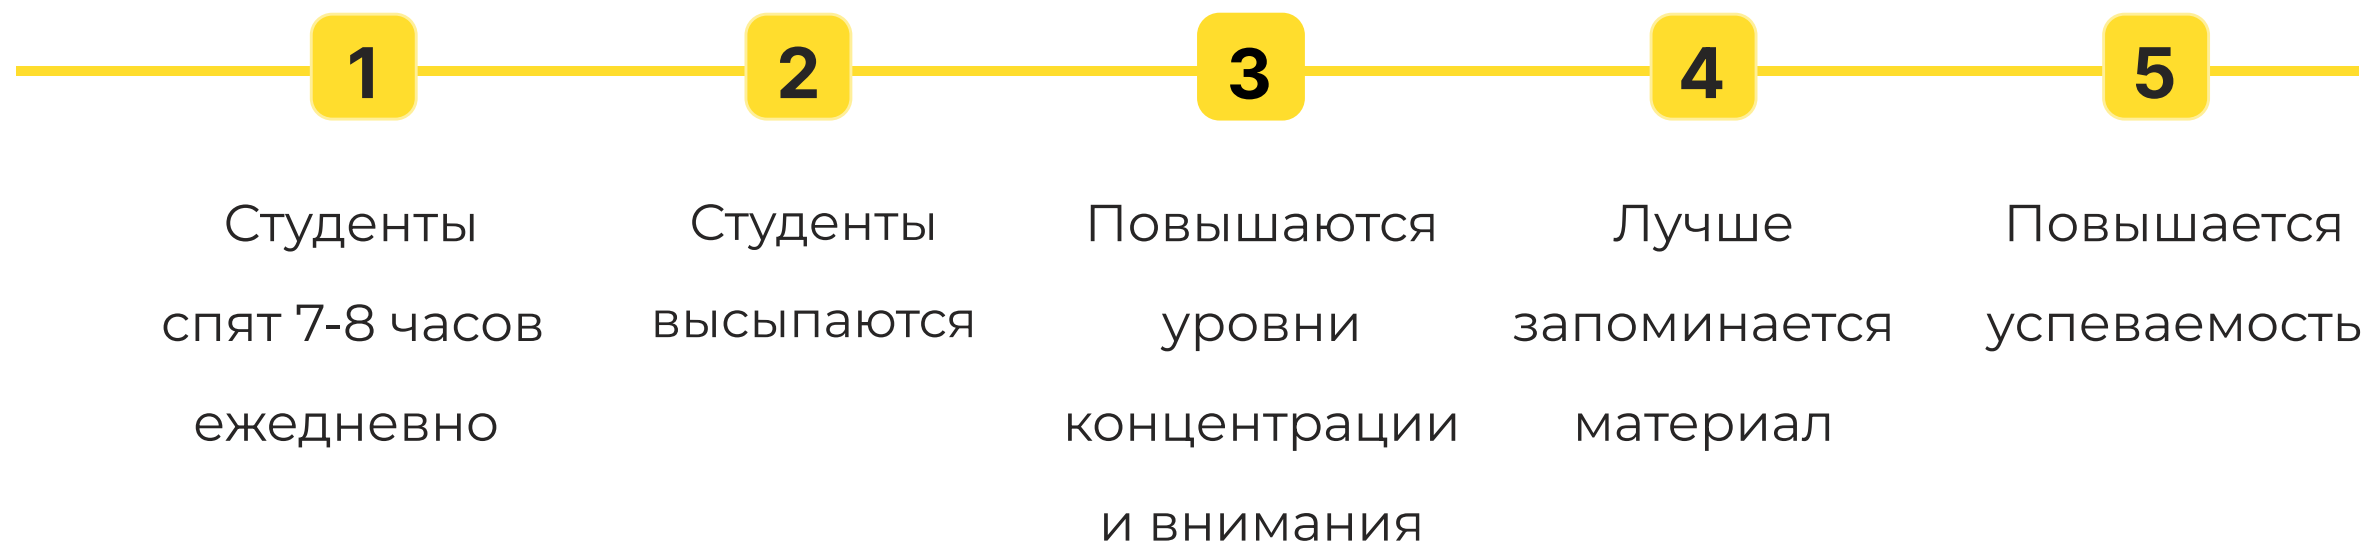 1
Студенты
спят 7-8 часов
ежедневно
2
Студенты
высыпаются
3
Повышаются
уровни
концентрации
и внимания
4
Лучше
запоминается
материал
5
Повышается
успеваемость